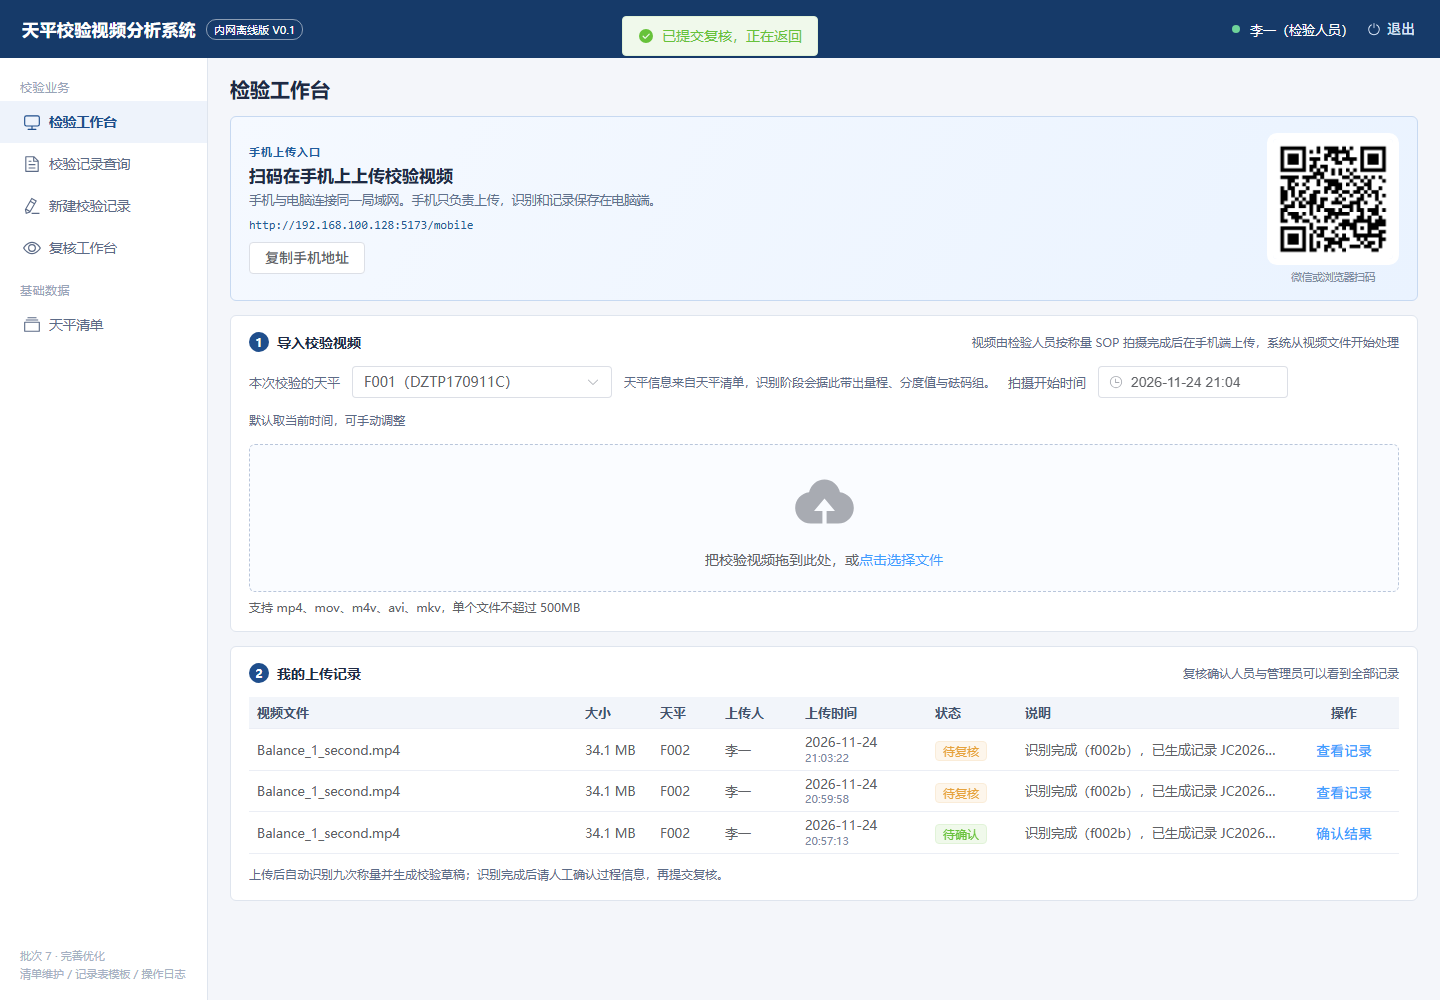 天平校验视频分析系统 内网离线版 V0.1
已提交复核，正在返回
李一（检验人员） 退出
校验业务
检验工作台
校验记录查询
新建校验记录
复核工作台
基础数据
天平清单
批次 7 · 完善优化
清单维护 / 记录表模板 / 操作日志
检验工作台
手机上传入口
扫码在手机上上传校验视频
手机与电脑连接同一局域网。手机只负责上传，识别和记录保存在电脑端。
http://192.168.100.128:5173/mobile
复制手机地址
微信或浏览器扫码
1 导入校验视频 视频由检验人员按称量 SOP 拍摄完成后在手机端上传，系统从视频文件开始处理
本次校验的天平 F001（DZTP170911C） 天平信息来自天平清单，识别阶段会据此带出量程、分度值与砝码组。 拍摄开始时间 2026-11-24 21:04
默认取当前时间，可手动调整
把校验视频拖到此处，或点击选择文件
支持 mp4、mov、m4v、avi、mkv，单个文件不超过 500MB
2 我的上传记录 复核确认人员与管理员可以看到全部记录
视频文件 大小 天平 上传人 上传时间 状态 说明 操作
Balance_1_second.mp4 34.1 MB F002 李一 2026-11-24 21:03:22 待复核 识别完成（f002b），已生成记录 JC2026... 查看记录
Balance_1_second.mp4 34.1 MB F002 李一 2026-11-24 20:59:58 待复核 识别完成（f002b），已生成记录 JC2026... 查看记录
Balance_1_second.mp4 34.1 MB F002 李一 2026-11-24 20:57:13 待确认 识别完成（f002b），已生成记录 JC2026... 确认结果
上传后自动识别九次称量并生成校验草稿；识别完成后请人工确认过程信息，再提交复核。